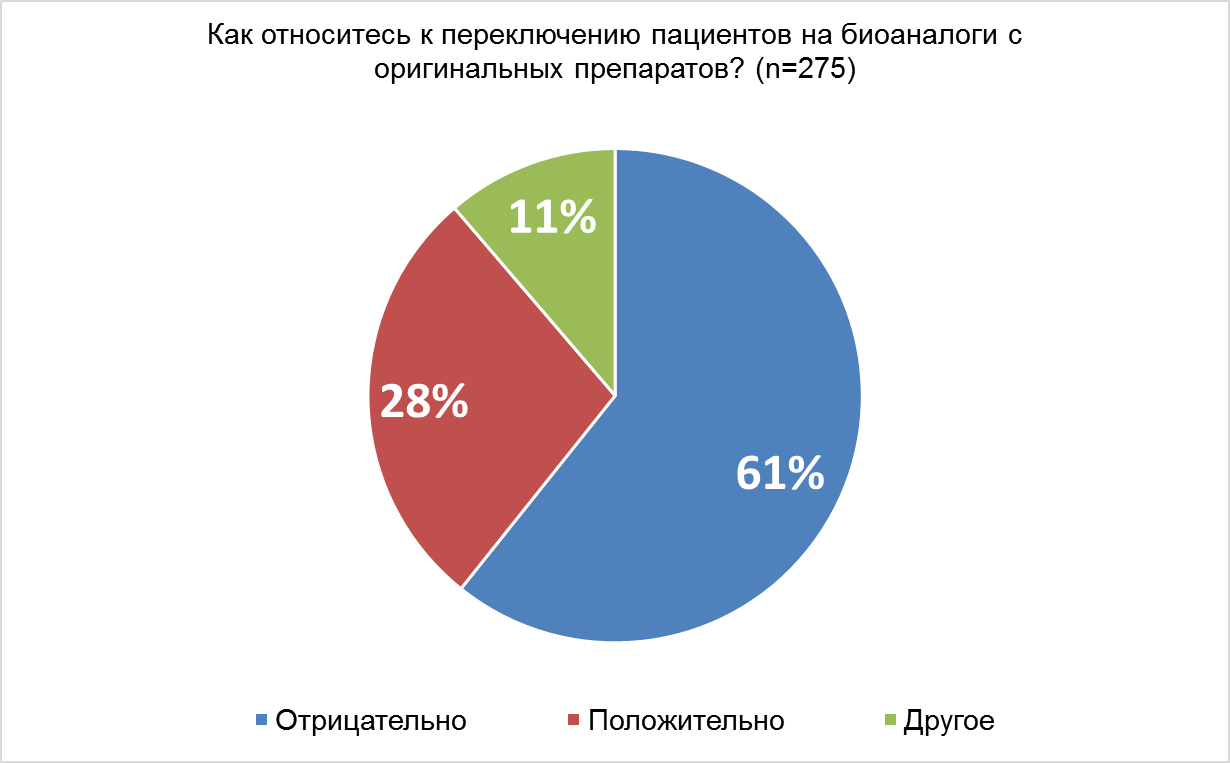 Как относитесь к переключению пациентов на биоаналоги с
оригинальных препаратов? (n=275)
11%
28%
61%
Отрицательно
Положительно
Другое